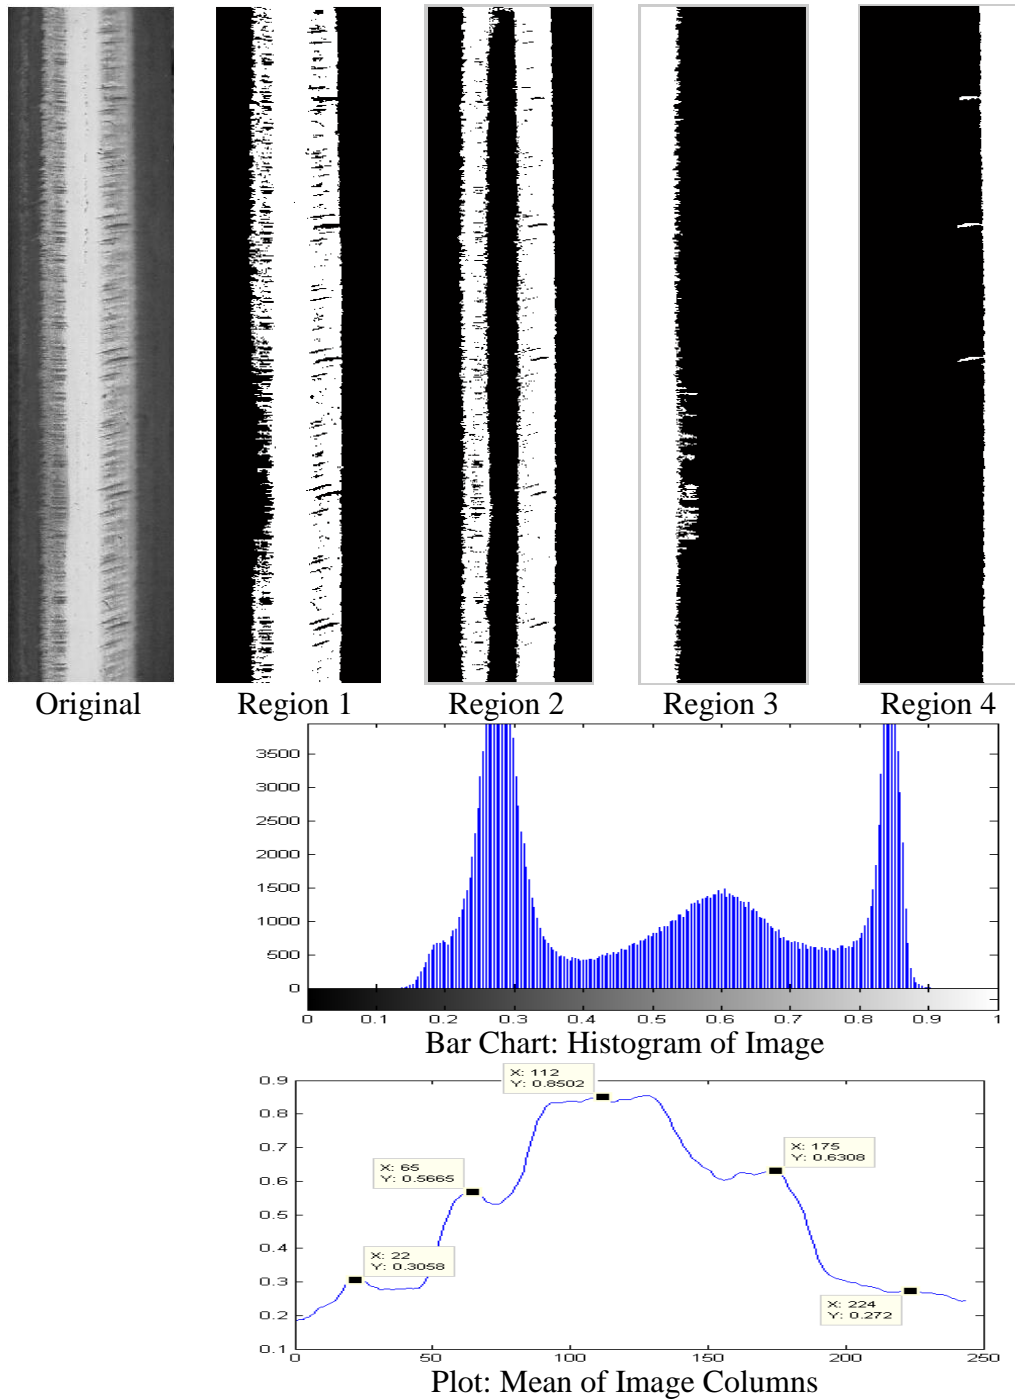 Original Region 1 Region 2 Region 3 Region 4
3500
3000
2500
2000
1500
1000
500
0
0 0.1 0.2 0.3 0.4 0.5 0.6 0.7 0.8 0.9 1
Bar Chart: Histogram of Image
0.9
0.8
0.7
0.6
0.5
0.4
0.3
0.2
0.1
X: 112
Y: 0.8502
X: 65
Y: 0.5665
X: 175
Y: 0.6308
X: 22
Y: 0.3058
X: 224
Y: 0.272
0 50 100 150 200 250
Plot: Mean of Image Columns